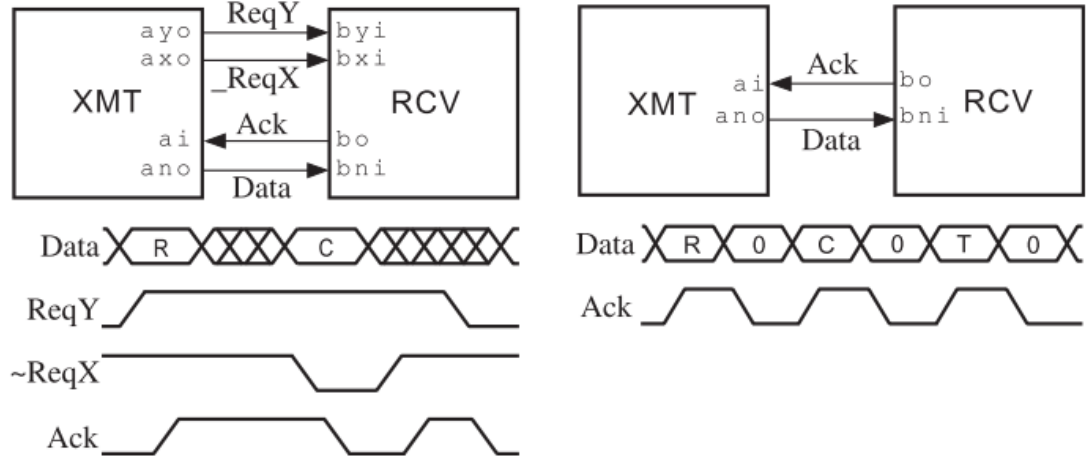 ayo ReqY byi
axo _ReqX bxi
XMT RCV
ai Ack bo
ano Data bni
Data R C
ReqY
~ReqX
Ack
ai Ack bo
XMT RCV
ano Data bni
Data R 0 C 0 T 0
Ack